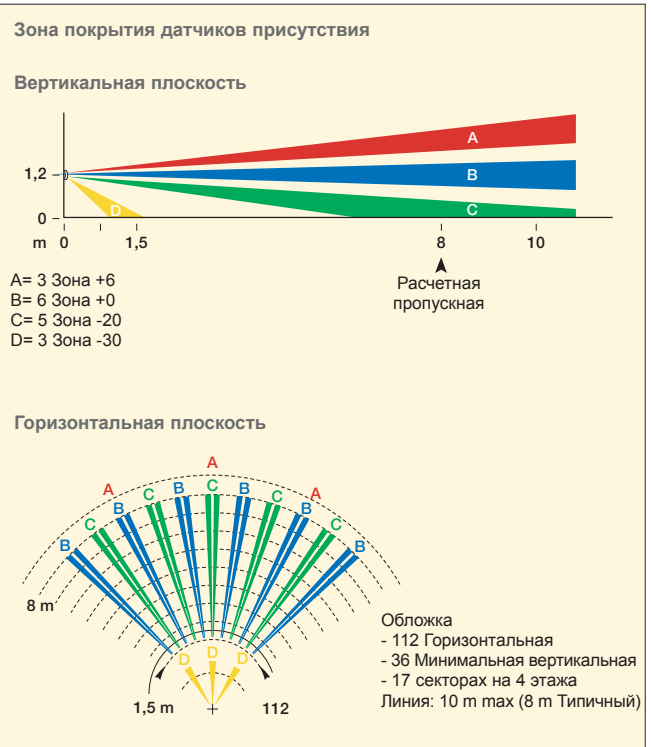 Зона покрытия датчиков присутствия
Вертикальная плоскость
A
1,2
B
D
C
0
m 0 1,5 8 10
Расчетная
пропускная
A= 3 Зона +6
B= 6 Зона +0
C= 5 Зона -20
D= 3 Зона -30
Горизонтальная плоскость
A
A C A
B B
C C
B B
C C
B B
8 m
D D D
1,5 m 112
Обложка
- 112 Горизонтальная
- 36 Минимальная вертикальная
- 17 секторах на 4 этажа
Линия: 10 m max (8 m Типичный)